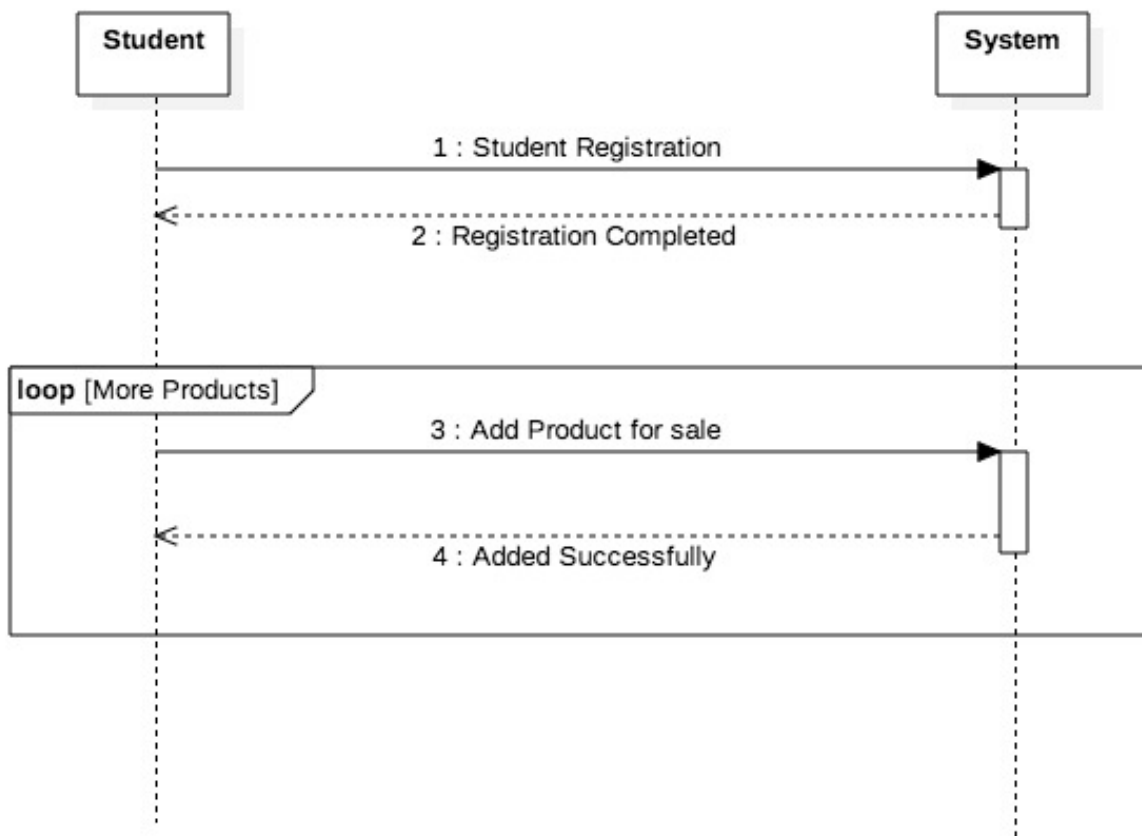 Student
System
1 : Student Registration
2 : Registration Completed
loop [More Products]
3 : Add Product for sale
4 : Added Successfully